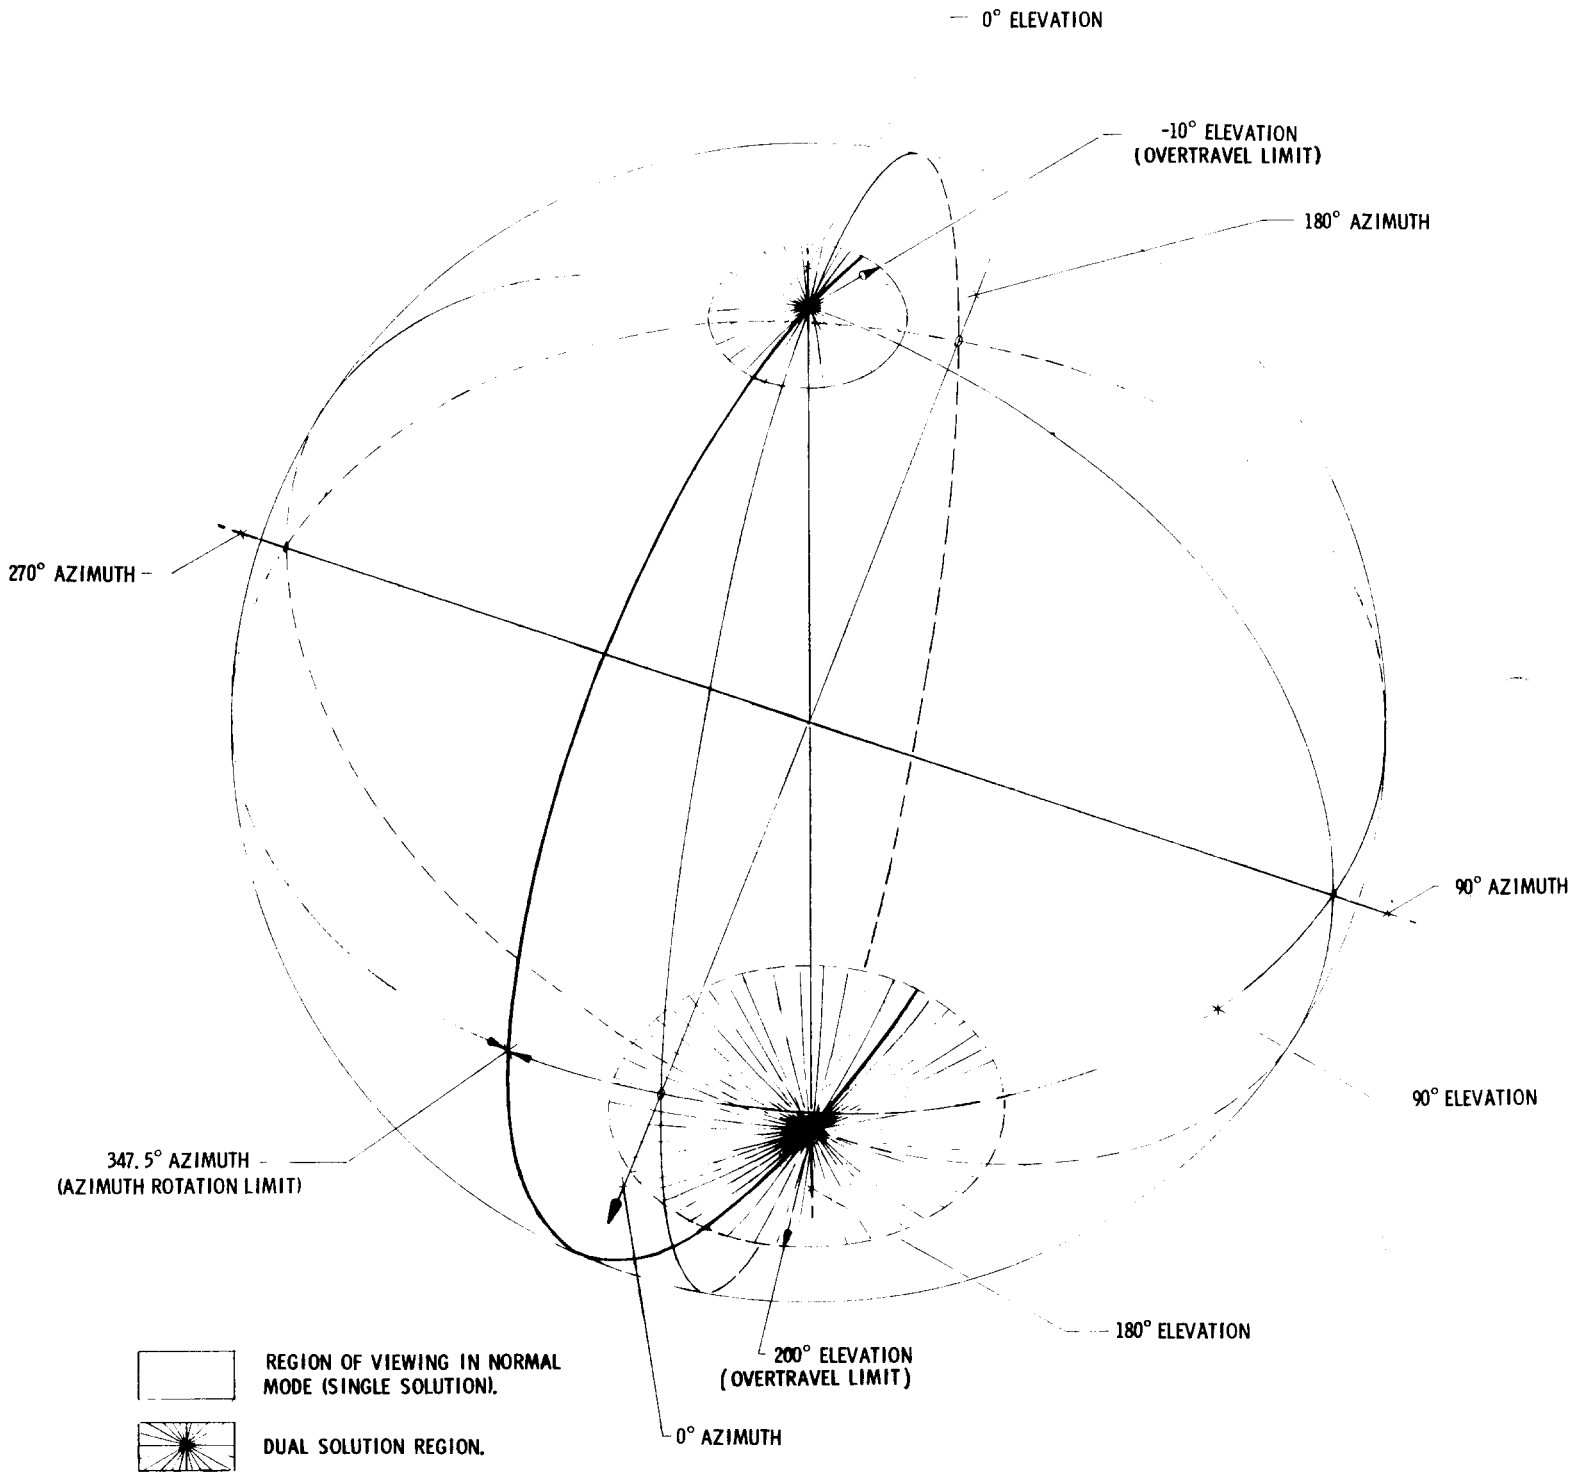 0° ELEVATION
-10° ELEVATION
(OVERTRAVEL LIMIT)
180° AZIMUTH
270° AZIMUTH
90° AZIMUTH
90° ELEVATION
347.5° AZIMUTH
(AZIMUTH ROTATION LIMIT)
180° ELEVATION
200° ELEVATION
(OVERTRAVEL LIMIT)
0° AZIMUTH
REGION OF VIEWING IN NORMAL
MODE (SINGLE SOLUTION).
DUAL SOLUTION REGION.